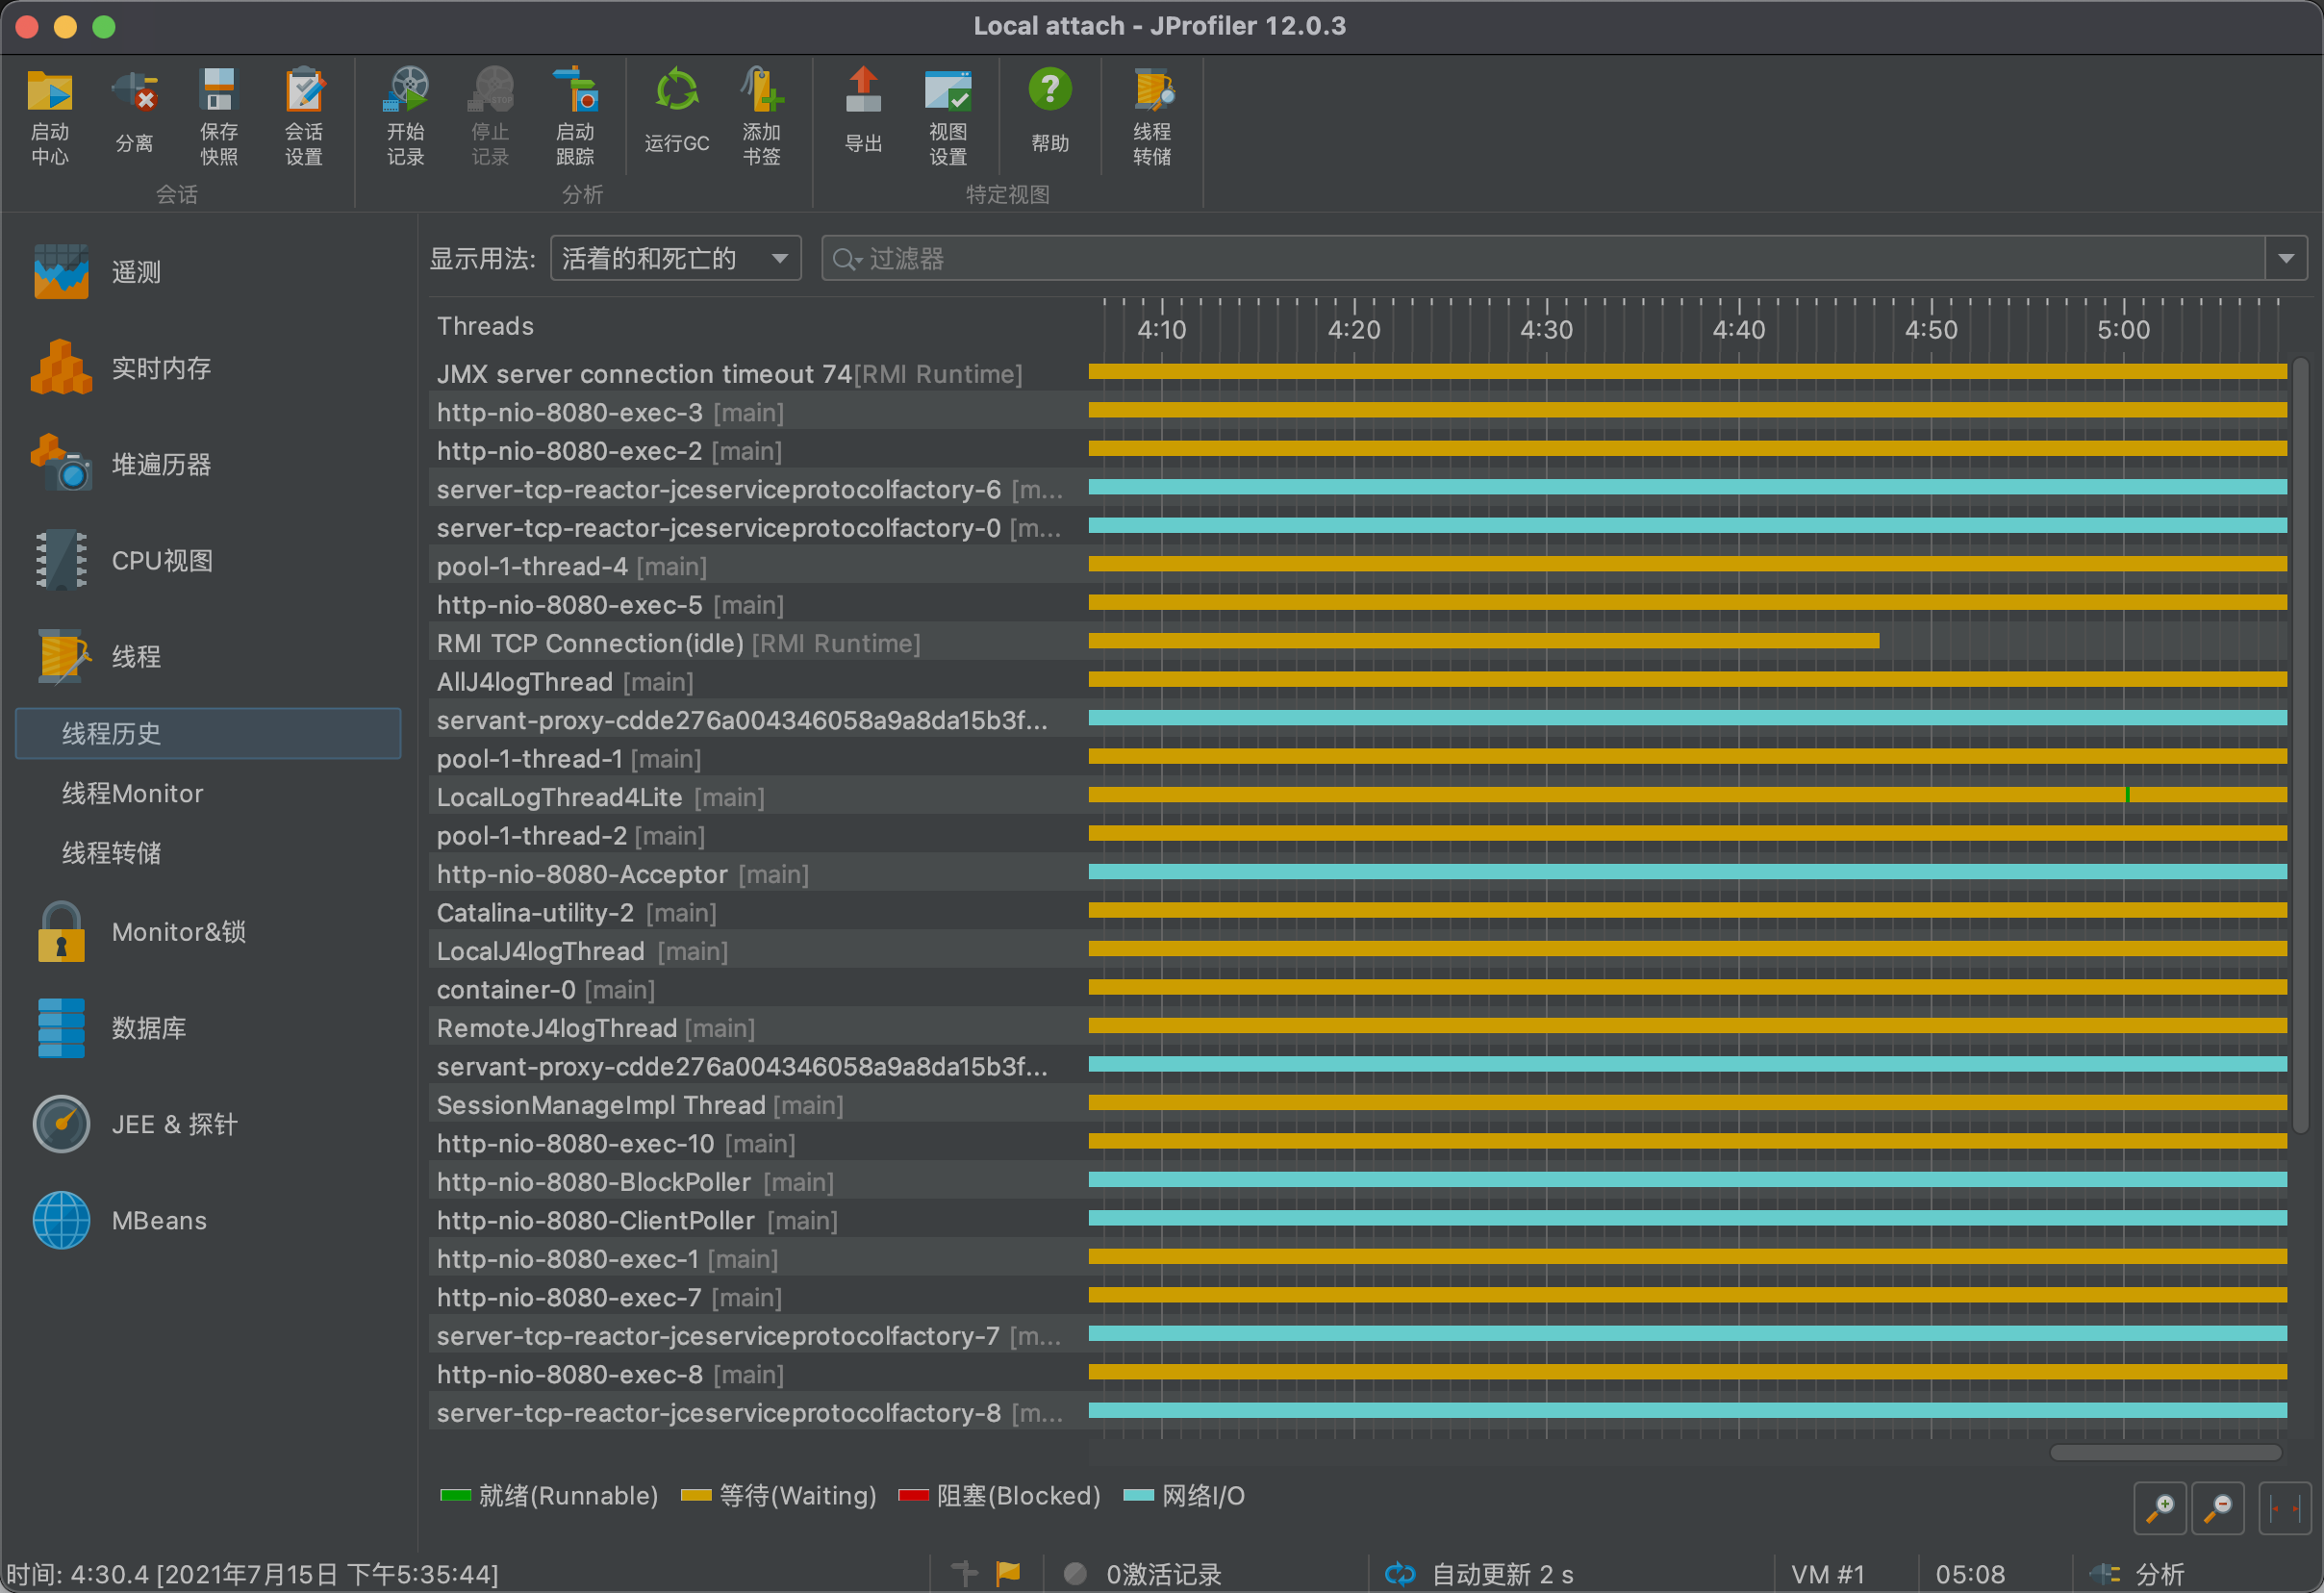 Local attach - JProfiler 12.0.3
启动中心 分离 保存快照 会话设置 开始记录 停止记录 启动跟踪 运行GC 添加书签 导出 视图设置 帮助 线程转储
会话 分析 特定视图
遥测
实时内存
堆遍历器
CPU视图
线程
线程历史
线程Monitor
线程转储
Monitor&锁
数据库
JEE & 探针
MBeans
显示用法: 活着的和死亡的 过滤器
Threads 4:10 4:20 4:30 4:40 4:50 5:00
JMX server connection timeout 74[RMI Runtime]
http-nio-8080-exec-3 [main]
http-nio-8080-exec-2 [main]
server-tcp-reactor-jceserviceprotocolfactory-6 [m...
server-tcp-reactor-jceserviceprotocolfactory-0 [m...
pool-1-thread-4 [main]
http-nio-8080-exec-5 [main]
RMI TCP Connection(idle) [RMI Runtime]
AllJ4logThread [main]
servant-proxy-cdde276a004346058a9a8da15b3f...
pool-1-thread-1 [main]
LocalLogThread4Lite [main]
pool-1-thread-2 [main]
http-nio-8080-Acceptor [main]
Catalina-utility-2 [main]
LocalJ4logThread [main]
container-0 [main]
RemoteJ4logThread [main]
servant-proxy-cdde276a004346058a9a8da15b3f...
SessionManageImpl Thread [main]
http-nio-8080-exec-10 [main]
http-nio-8080-BlockPoller [main]
http-nio-8080-ClientPoller [main]
http-nio-8080-exec-1 [main]
http-nio-8080-exec-7 [main]
server-tcp-reactor-jceserviceprotocolfactory-7 [m...
http-nio-8080-exec-8 [main]
server-tcp-reactor-jceserviceprotocolfactory-8 [m...
就绪(Runnable) 等待(Waiting) 阻塞(Blocked) 网络I/O
时间: 4:30.4 [2021年7月15日 下午5:35:44] 0激活记录 自动更新 2 s VM #1 05:08 分析